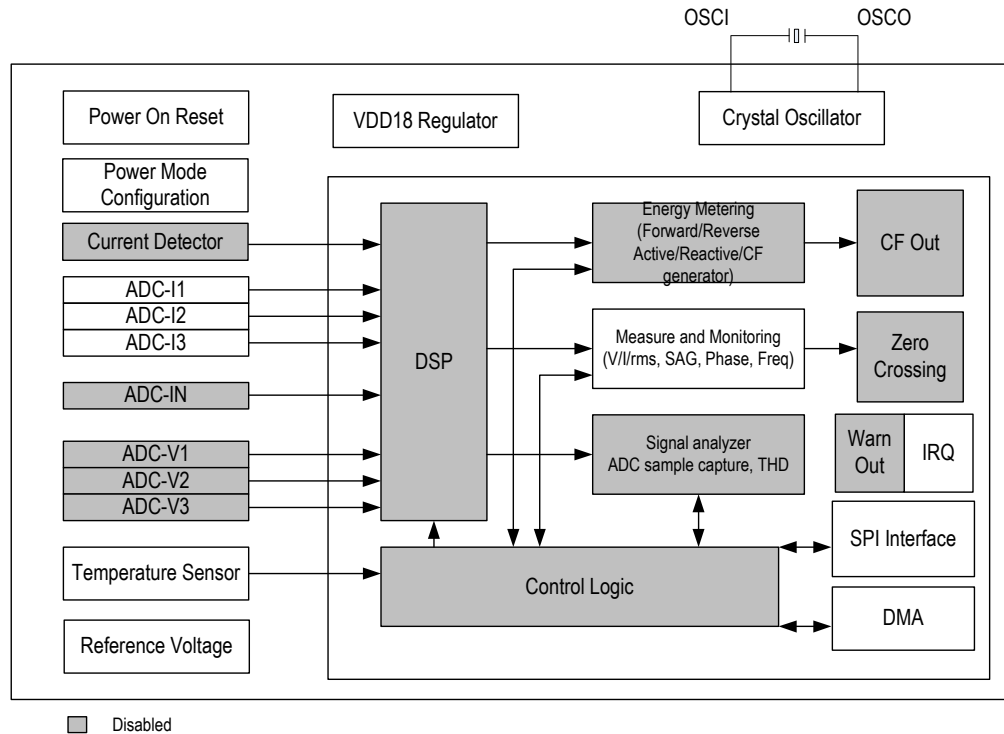 OSCI OSCO
Power On Reset
VDD18 Regulator
Crystal Oscillator
Power Mode
Configuration
Current Detector
ADC-I1
ADC-I2
ADC-I3
ADC-IN
ADC-V1
ADC-V2
ADC-V3
Temperature Sensor
Reference Voltage
DSP
Energy Metering
(Forward/Reverse
Active/Reactive/CF
generator)
CF Out
Measure and Monitoring
(V/I/rms, SAG, Phase, Freq)
Zero
Crossing
Signal analyzer
ADC sample capture, THD
Warn
Out
IRQ
SPI Interface
Control Logic
DMA
Disabled